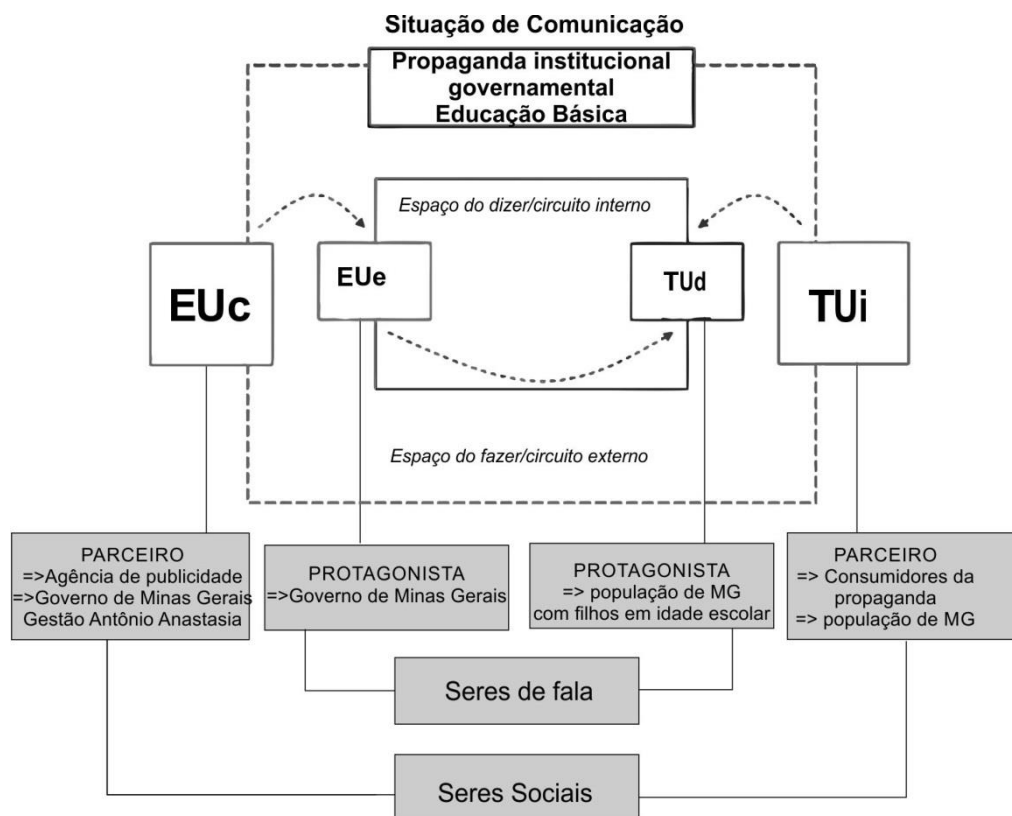 Situação de Comunicação
Propaganda institucional
governamental
Educação Básica
Espaço do dizer/circuito interno
EUc
EUe
TUd
TUi
Espaço do fazer/circuito externo
PARCEIRO
=>Agência de publicidade
=>Governo de Minas Gerais
Gestão Antônio Anastasia
PROTAGONISTA
=>Governo de Minas Gerais
PROTAGONISTA
=> população de MG
com filhos em idade escolar
PARCEIRO
=> Consumidores da
propaganda
=> população de MG
Seres de fala
Seres Sociais